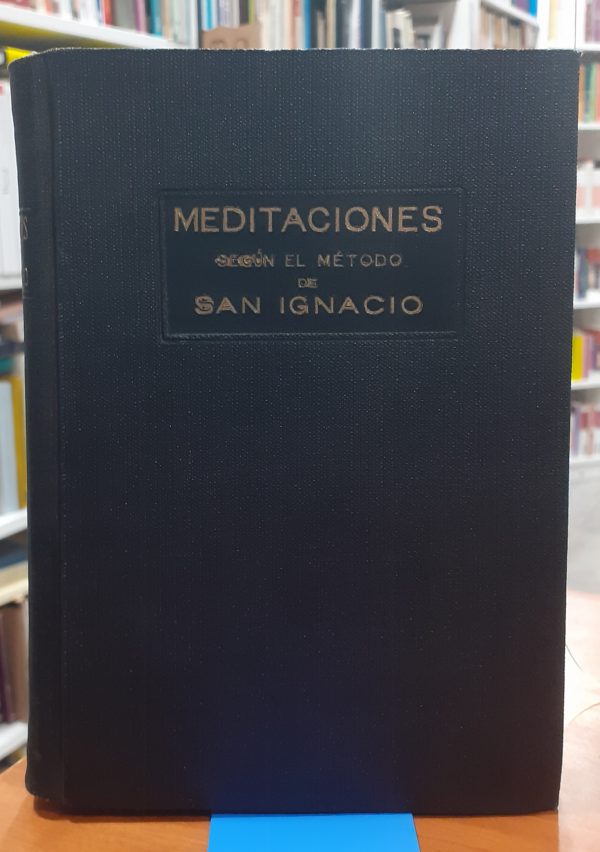 MEDITACIONES
SEGÚN EL MÉTODO
DE
SAN IGNACIO